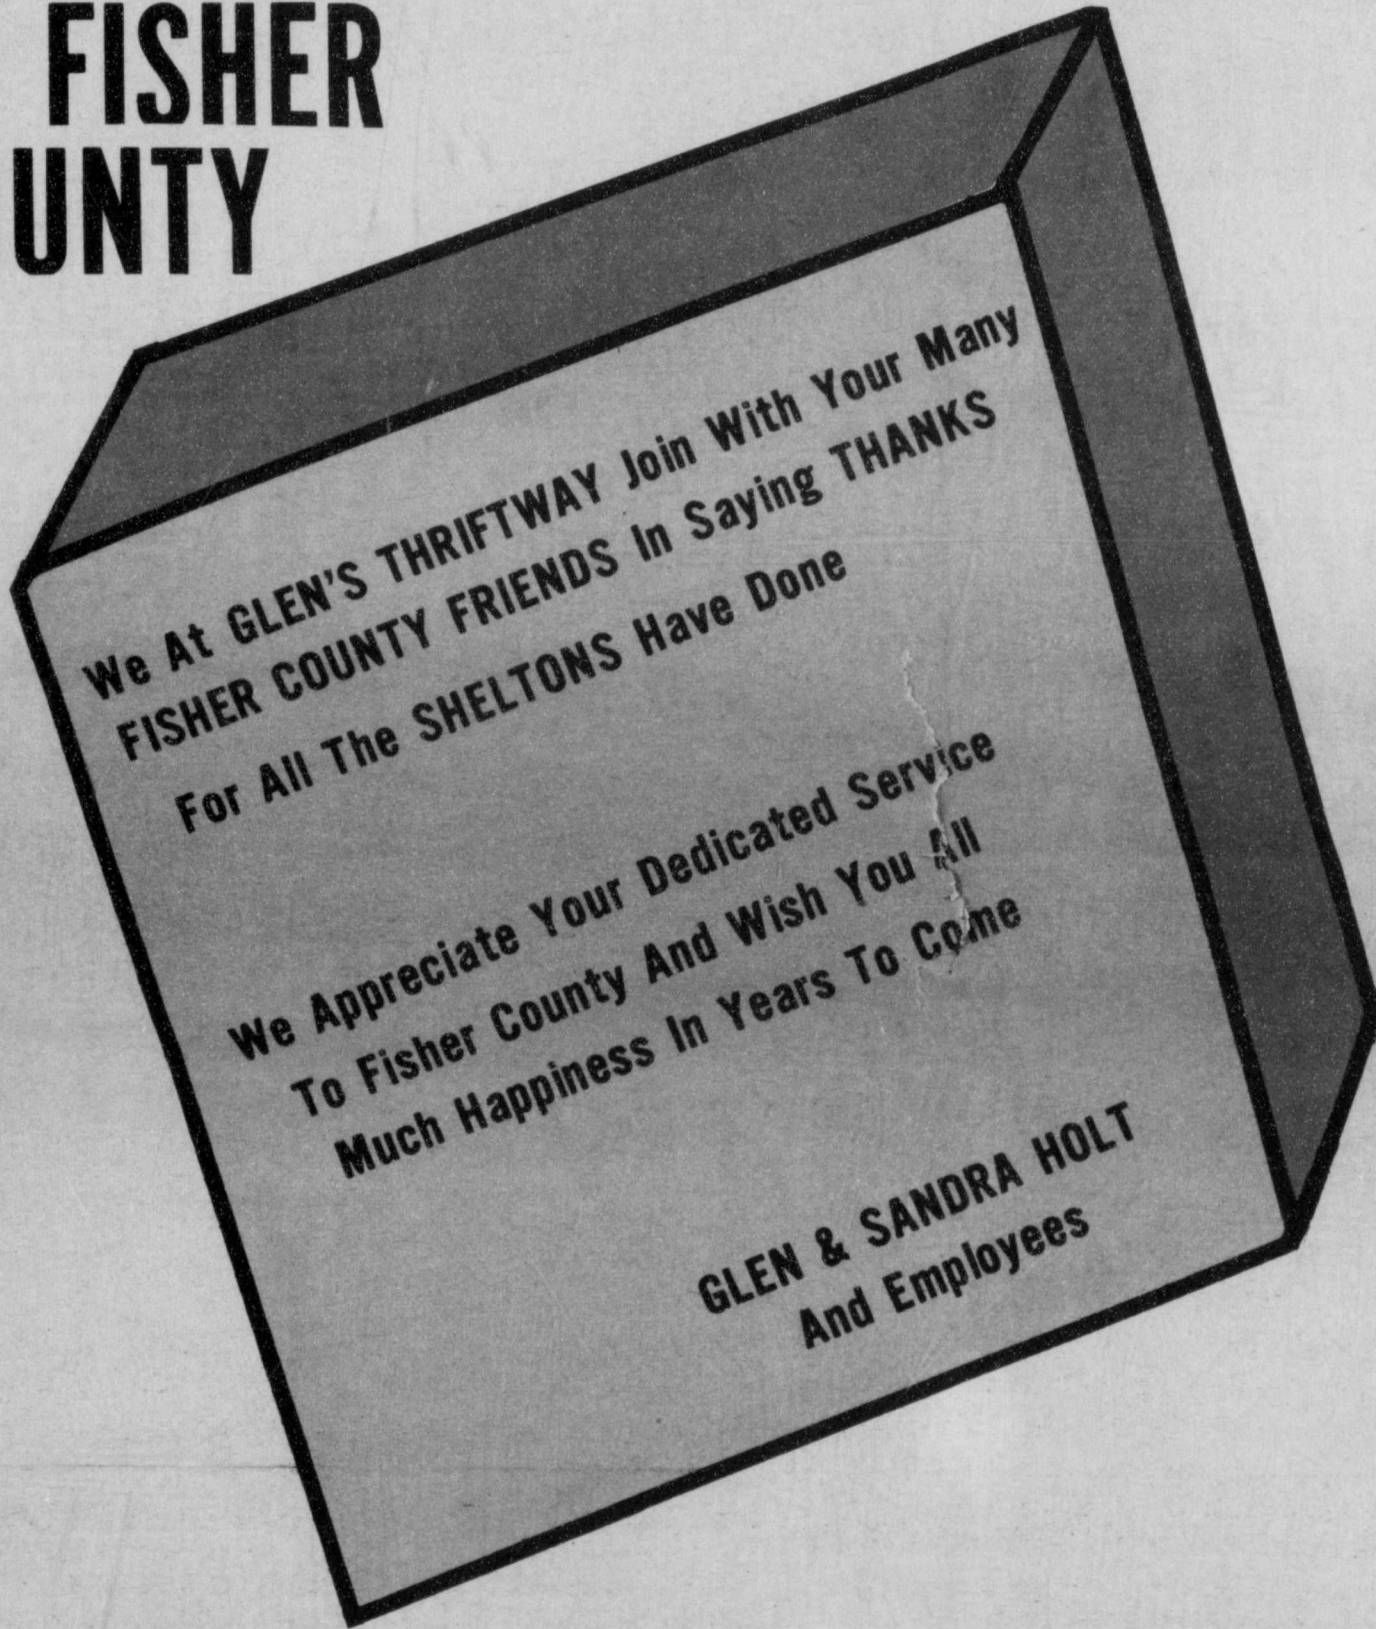 FISHER
UNTY
We At GLEN'S THRIFTWAY Join With Your Many
FISHER COUNTY FRIENDS In Saying THANKS
For All The SHELTONS Have Done
We Appreciate Your Dedicated Service
To Fisher County And Wish You All
Much Happiness In Years To Come
GLEN & SANDRA HOLT
And Employees